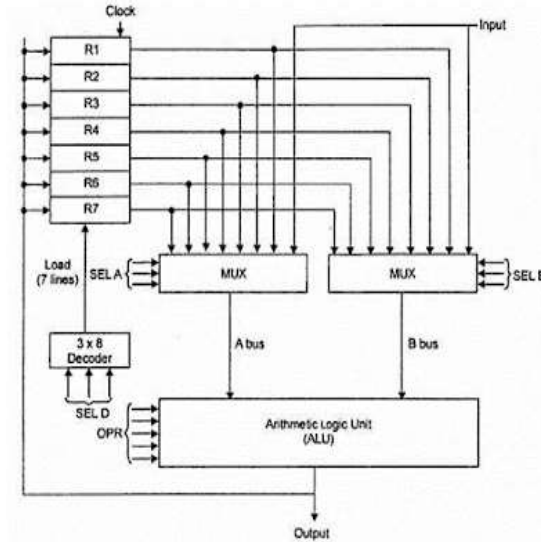 Clock
Input
R1
R2
R3
R4
R5
R6
R7
Load
(7 lines)
SEL A
MUX
MUX
SEL B
3 x 8
Decoder
A bus
B bus
SEL D
OPR
Arithmetic Logic Unit
(ALU)
Output